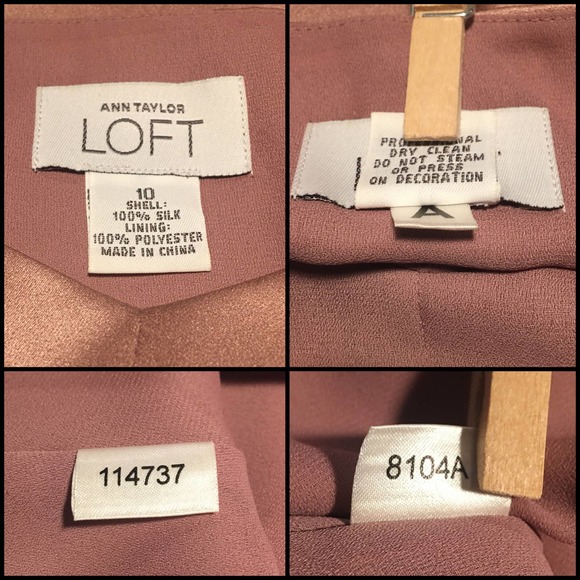 ANN TAYLOR
LOFT
10
SHELL:
100% SILK
LINING:
100% POLYESTER
MADE IN CHINA
DRY CLEAN
DO NOT STEAM
OR PRESS
ON DECORATION
A
114737
8104A